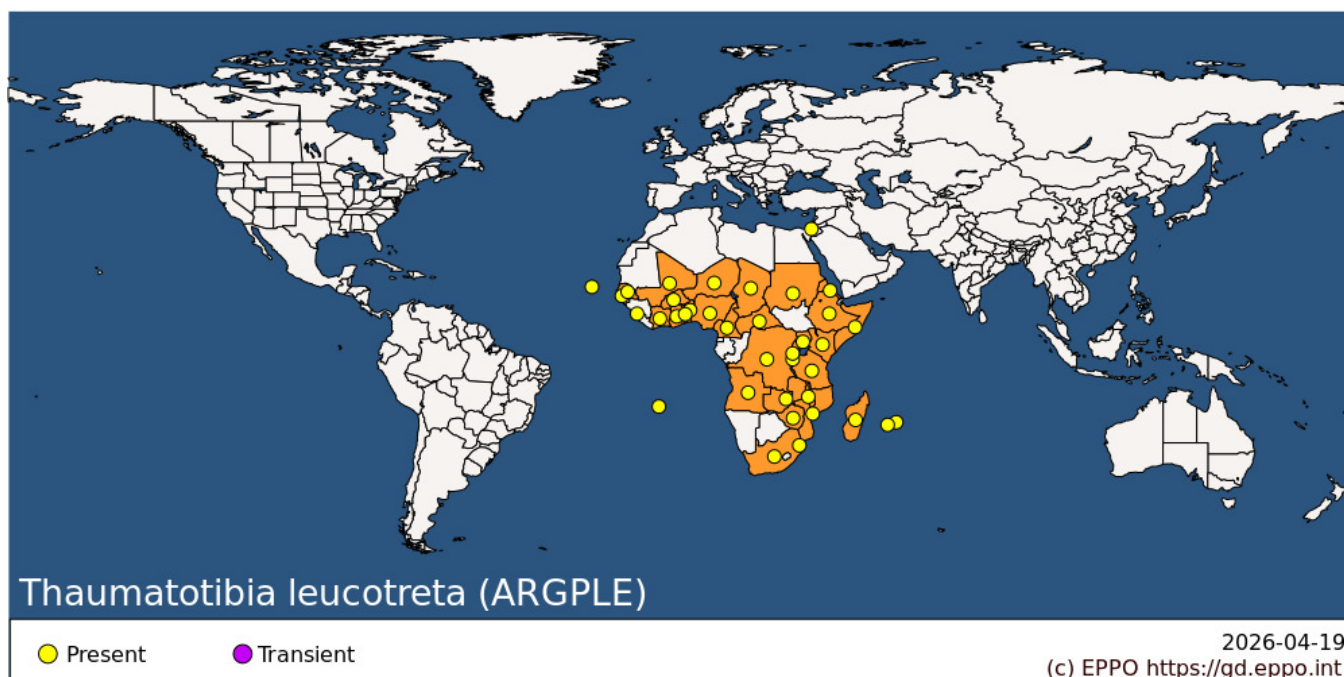 Thaumatotibia leucotreta (ARGPLE)
Present
Transient
2026-04-19
(c) EPPO https://gd.eppo.int